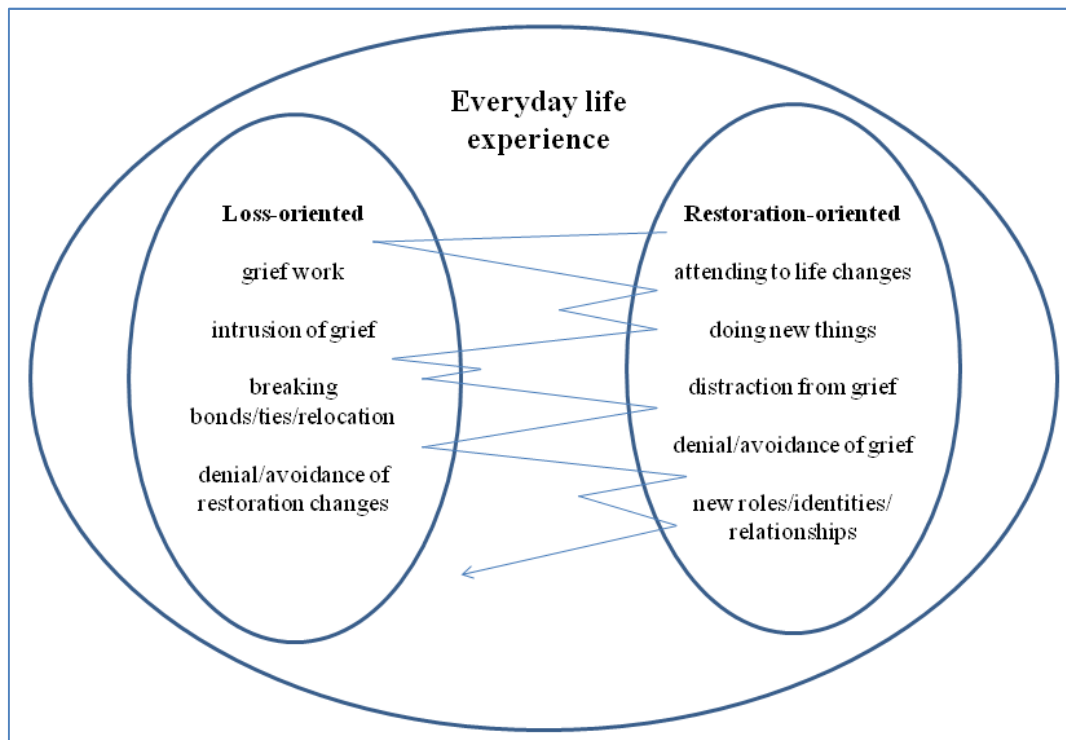 Everyday life
experience
Loss-oriented
grief work
intrusion of grief
breaking
bonds/ties/relocation
denial/avoidance of
restoration changes
Restoration-oriented
attending to life changes
doing new things
distraction from grief
denial/avoidance of grief
new roles/identities/
relationships